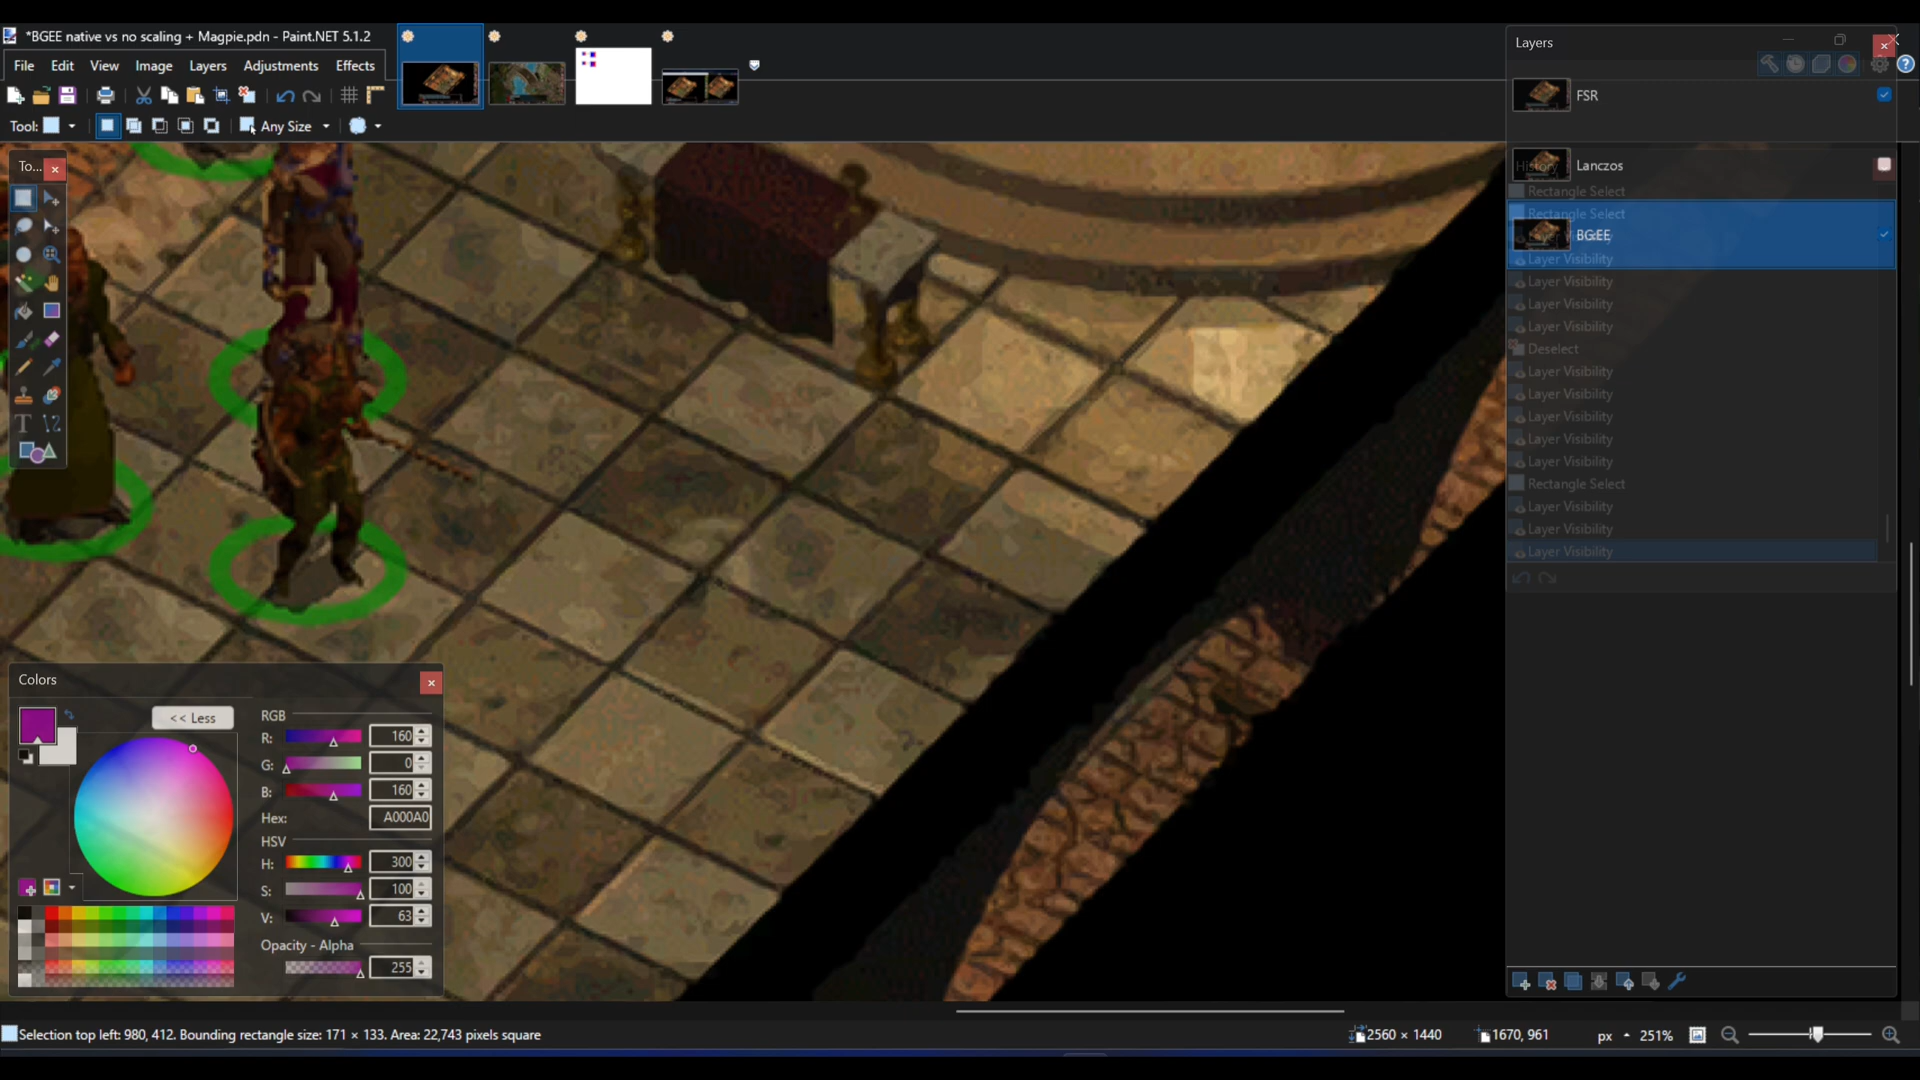 *BGEE native vs no scaling + Magpie.pdn - Paint.NET 5.1.2
File Edit View Image Layers Adjustments Effects
Tool: Any Size
To...
Layers
FSR
History
Lanczos
Rectangle Select
Rectangle Select
BGEE
Layer Visibility
Layer Visibility
Layer Visibility
Layer Visibility
Deselect
Layer Visibility
Layer Visibility
Layer Visibility
Layer Visibility
Layer Visibility
Rectangle Select
Layer Visibility
Layer Visibility
Layer Visibility
Colors
<< Less
RGB
R: 160
G: 0
B: 160
Hex: A000A0
HSV
H: 300
S: 100
V: 63
Opacity - Alpha
255
Selection top left: 980, 412. Bounding rectangle size: 171 × 133. Area: 22,743 pixels square
2560 × 1440
1670, 961
px
251%